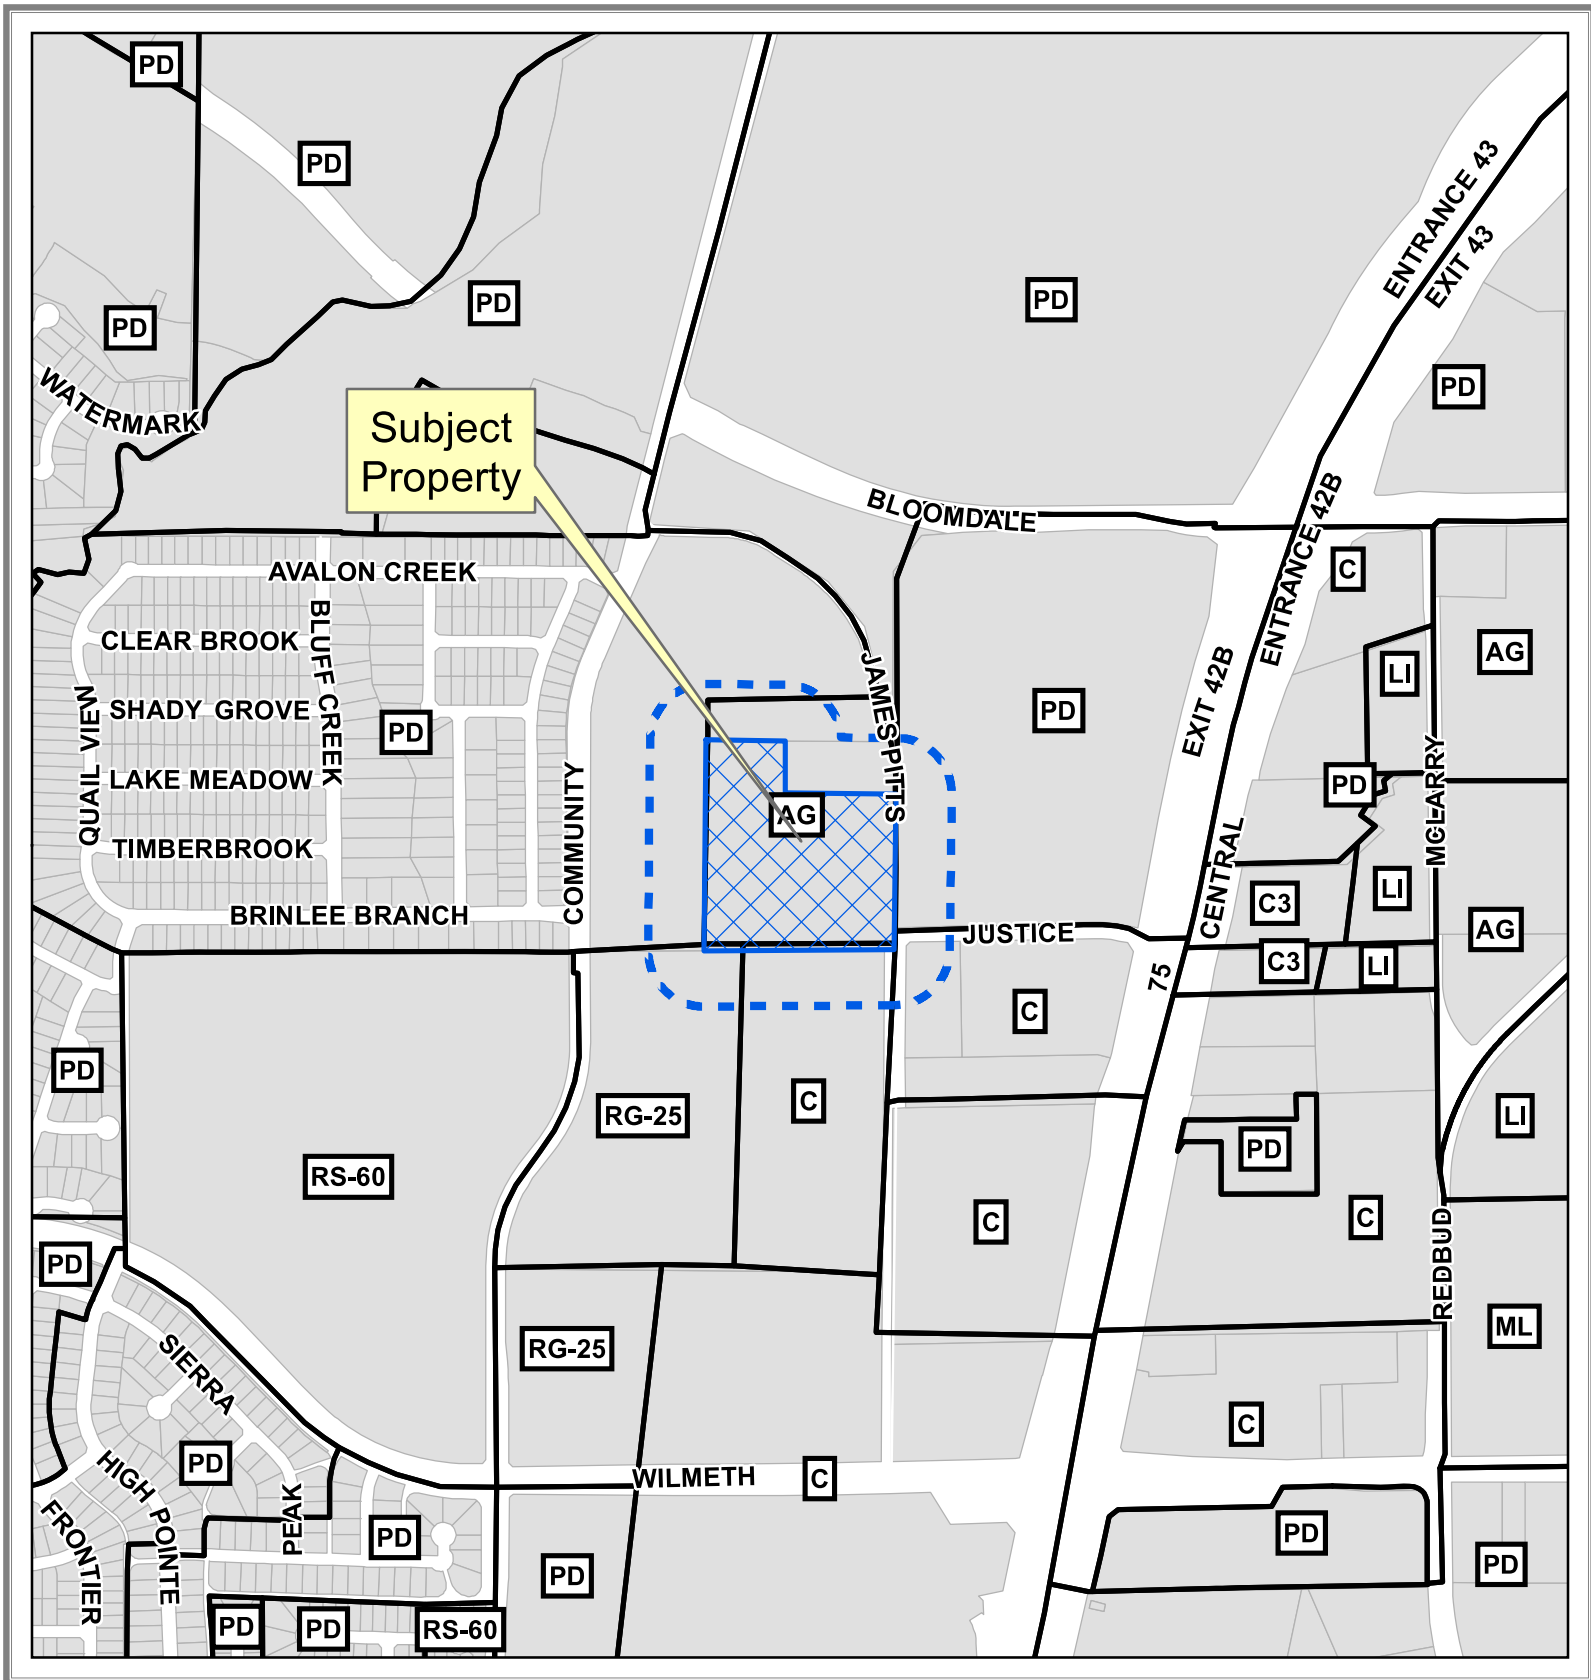 PD
PD
ENTRANCE 43
EXIT 43
PD
PD
PD
PD
WATERMARK
Subject
Property
BLOOMDALE
ENTRANCE 42B
C
AVALON CREEK
BLUFF CREEK
CLEAR BROOK
AG
JAMES PITTS
EXIT 42B
LI
QUAIL VIEW
SHADY GROVE
PD
PD
LAKE MEADOW
COMMUNITY
MCLARRY
PD
AG
TIMBERBROOK
CENTRAL
LI
C3
BRINLEE BRANCH
JUSTICE
AG
C3
LI
75
C
PD
C
RG-25
LI
PD
RS-60
C
C
REDBUD
PD
ML
RG-25
SIERRA
C
PD
WILMETH
C
HIGH POINTE
PEAK
FRONTIER
PD
PD
PD
PD
PD
PD
RS-60